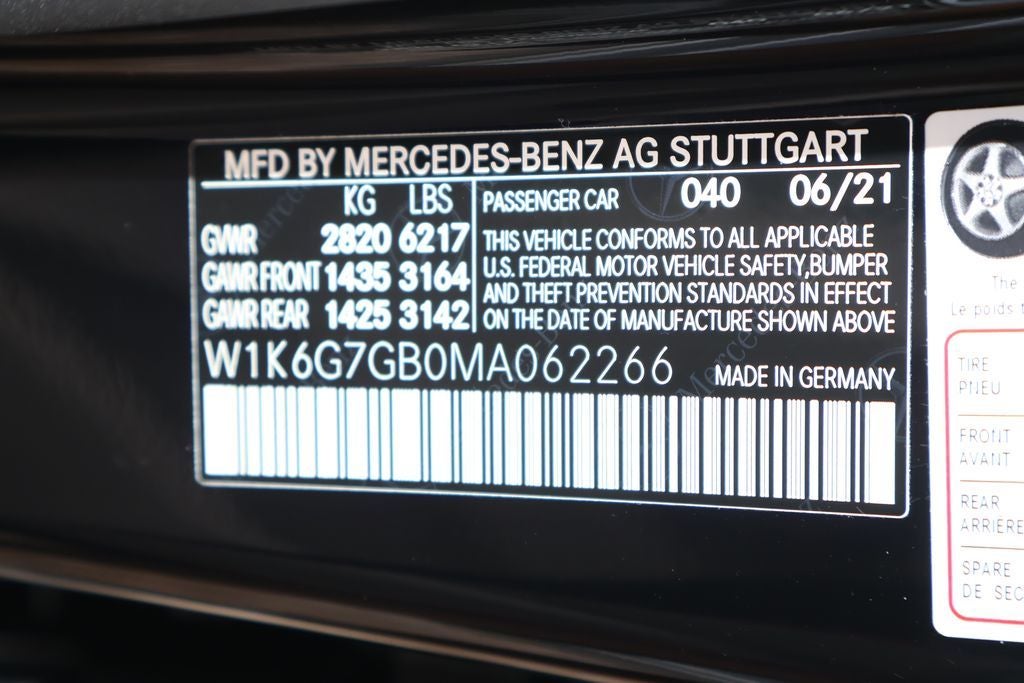 MFD BY MERCEDES-BENZ AG STUTTGART
KG LBS
GVWR 2820 6217
GAWR FRONT 1435 3164
GAWR REAR 1425 3142
PASSENGER CAR 040 06/21
THIS VEHICLE CONFORMS TO ALL APPLICABLE
U.S. FEDERAL MOTOR VEHICLE SAFETY,BUMPER
AND THEFT PREVENTION STANDARDS IN EFFECT
ON THE DATE OF MANUFACTURE SHOWN ABOVE
W1K6G7GB0MA062266
MADE IN GERMANY
The
Le poids
TIRE
PNEU
FRONT
AVANT
REAR
ARRIÈRE
SPARE
DE